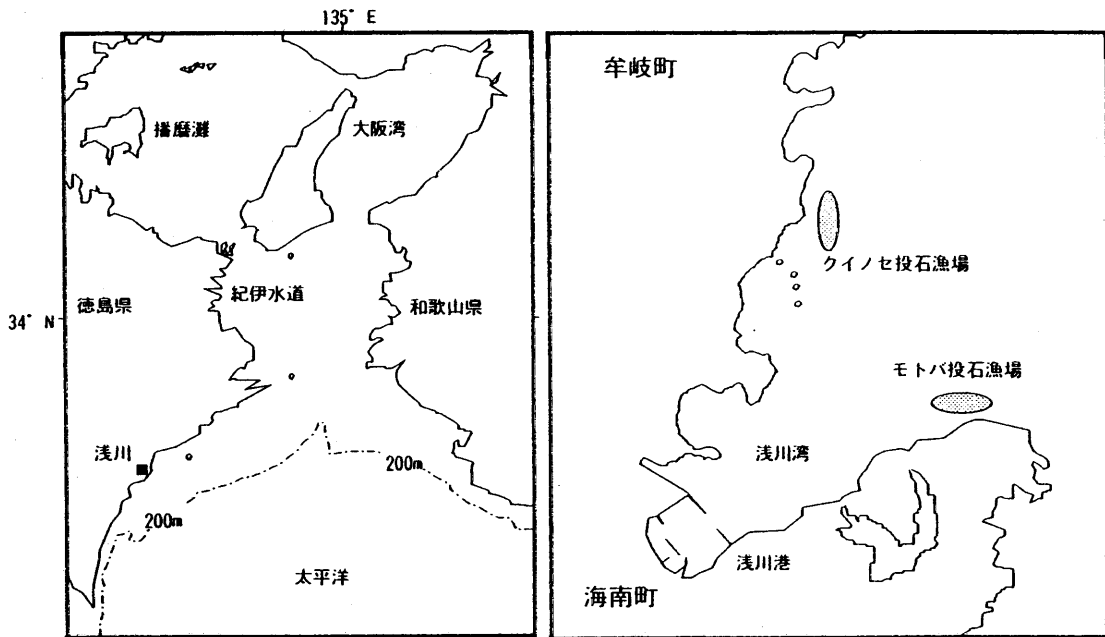 135° E
播磨灘
大阪湾
徳島県
紀伊水道
和歌山県
34° N
浅川
200m
200m
太平洋
牟岐町
クイノセ投石漁場
モトバ投石漁場
浅川湾
浅川港
海南町